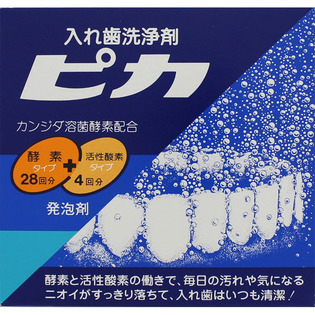 入れ歯洗浄剤
ピカ
カンジダ溶菌酵素配合
酵素
タイプ
28回分
+
活性酸素
タイプ
4回分
発泡剤
酵素と活性酸素の働きで、毎日の汚れや気になる
ニオイがすっきり落ちて、入れ歯はいつも清潔!